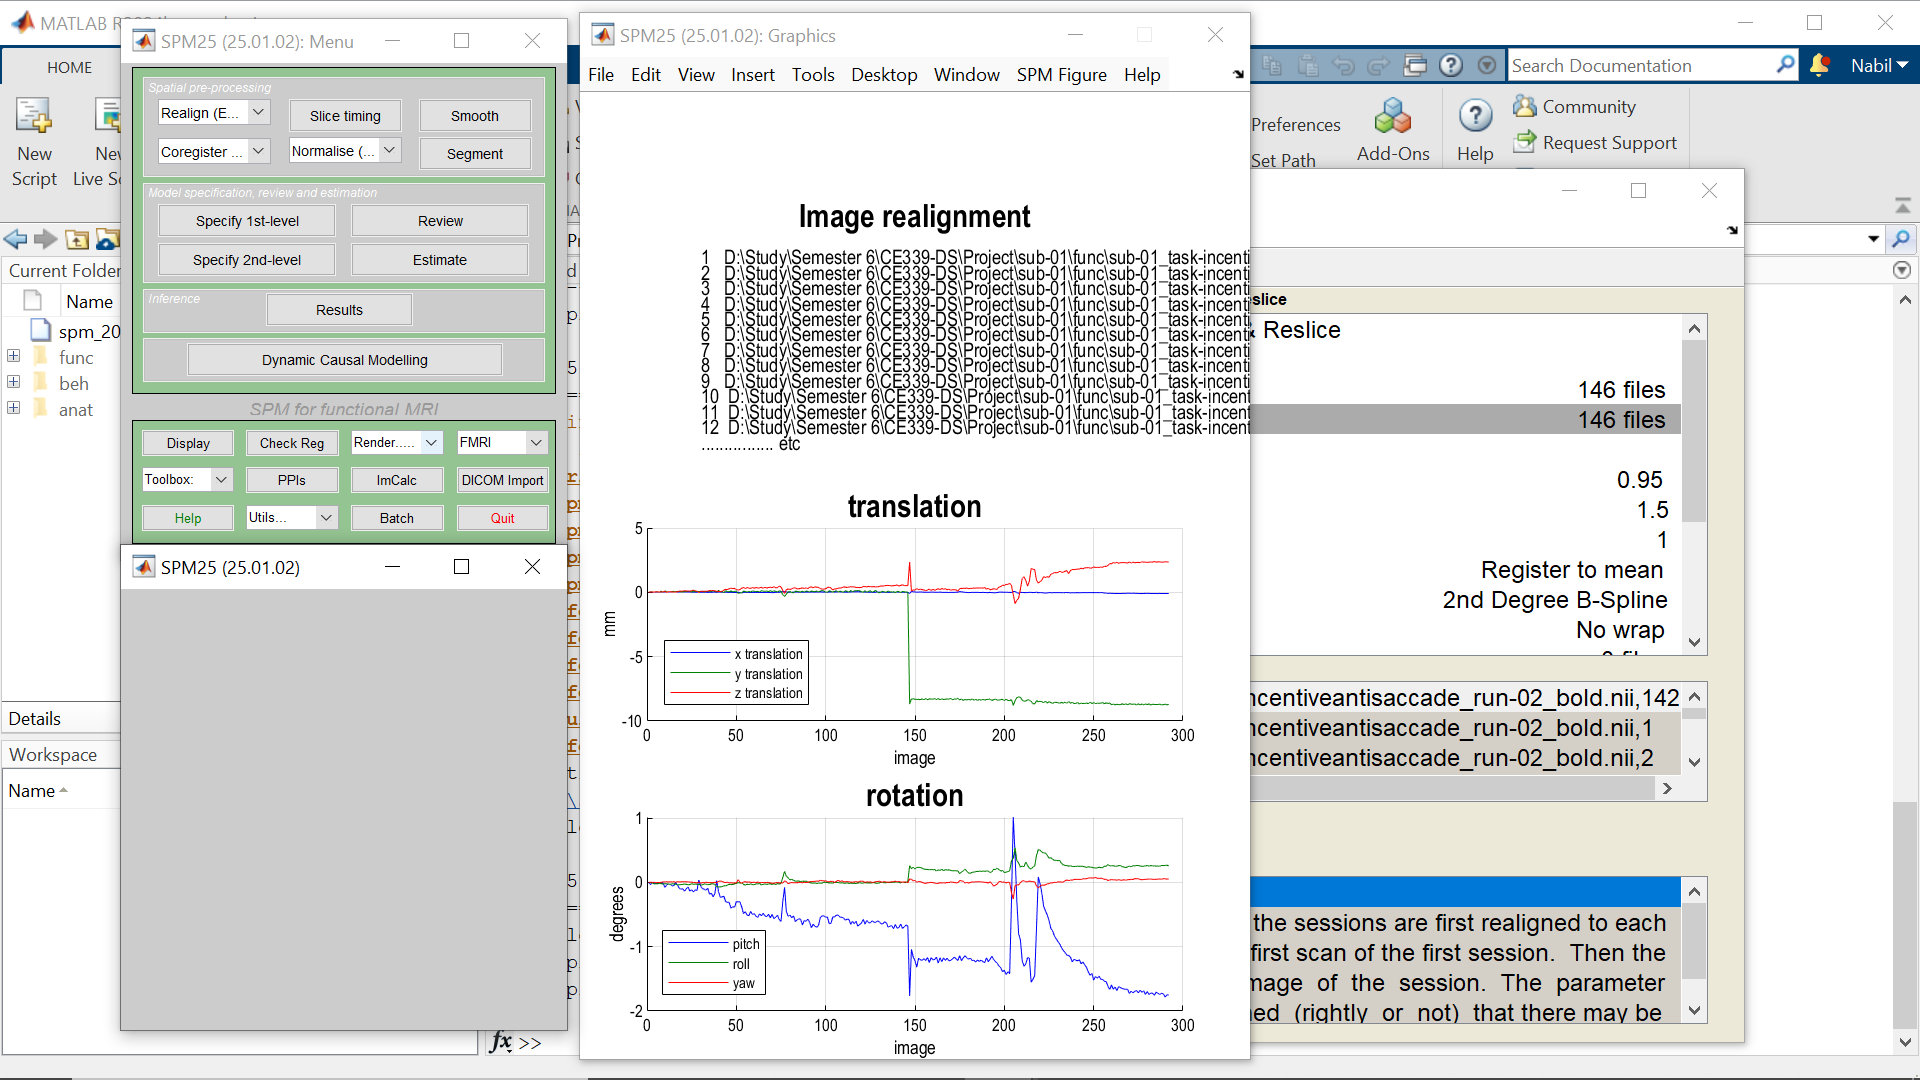 MATLAB R
SPM25 (25.01.02): Menu
Spatial pre-processing
Realign (E...
Slice timing
Smooth
Coregister ...
Normalise (...
Segment
Model specification, review and estimation
Specify 1st-level
Review
Specify 2nd-level
Estimate
Inference
Results
Dynamic Causal Modelling
SPM for functional MRI
Display
Check Reg
Render.....
FMRI
Toolbox:
PPIs
ImCalc
DICOM Import
Help
Utils...
Batch
Quit
SPM25 (25.01.02)
HOME
New Script
New
Live Sc
Current Folder
Name
spm_20
func
beh
anat
Details
Workspace
Name
SPM25 (25.01.02): Graphics
File Edit View Insert Tools Desktop Window SPM Figure Help
Image realignment
1 D:\Study\Semester 6\CE339-DS\Project\sub-01\func\sub-01_task-incenti
2 D:\Study\Semester 6\CE339-DS\Project\sub-01\func\sub-01_task-incenti
3 D:\Study\Semester 6\CE339-DS\Project\sub-01\func\sub-01_task-incenti
4 D:\Study\Semester 6\CE339-DS\Project\sub-01\func\sub-01_task-incenti
5 D:\Study\Semester 6\CE339-DS\Project\sub-01\func\sub-01_task-incenti
6 D:\Study\Semester 6\CE339-DS\Project\sub-01\func\sub-01_task-incenti
7 D:\Study\Semester 6\CE339-DS\Project\sub-01\func\sub-01_task-incenti
8 D:\Study\Semester 6\CE339-DS\Project\sub-01\func\sub-01_task-incenti
9 D:\Study\Semester 6\CE339-DS\Project\sub-01\func\sub-01_task-incenti
10 D:\Study\Semester 6\CE339-DS\Project\sub-01\func\sub-01_task-incent
11 D:\Study\Semester 6\CE339-DS\Project\sub-01\func\sub-01_task-incent
12 D:\Study\Semester 6\CE339-DS\Project\sub-01\func\sub-01_task-incent
................ etc
translation
5
0
-5
-10
mm
x translation
y translation
z translation
0 50 100 150 200 250 300
image
rotation
1
0
-1
-2
degrees
pitch
roll
yaw
0 50 100 150 200 250 300
image
fx >>
Search Documentation
Nabil
Preferences
Set Path
Add-Ons
Help
Community
Request Support
slice
& Reslice
146 files
146 files
0.95
1.5
1
Register to mean
2nd Degree B-Spline
No wrap
ncentiveantisaccade_run-02_bold.nii,142
ncentiveantisaccade_run-02_bold.nii,1
ncentiveantisaccade_run-02_bold.nii,2
the sessions are first realigned to each
first scan of the first session. Then the
mage of the session. The parameter
ned (rightly or not) that there may be